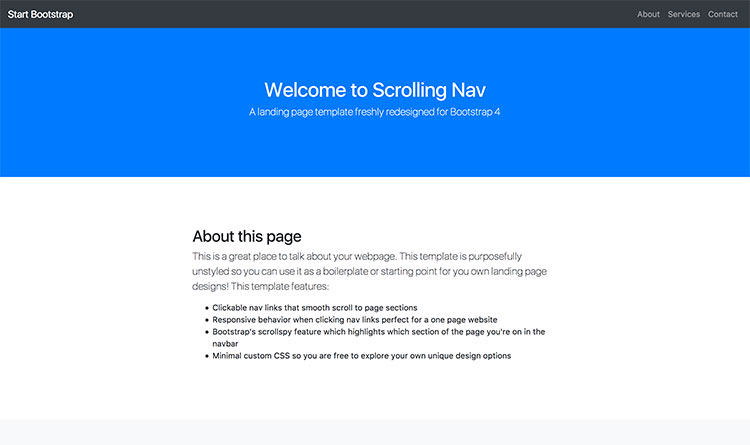 Start Bootstrap
About Services Contact
Welcome to Scrolling Nav
A landing page template freshly redesigned for Bootstrap 4
About this page
This is a great place to talk about your webpage. This template is purposefully
unstyled so you can use it as a boilerplate or starting point for you own landing page
designs! This template features:
• Clickable nav links that smooth scroll to page sections
• Responsive behavior when clicking nav links perfect for a one page website
• Bootstrap's scrollspy feature which highlights which section of the page you're on in the
navbar
• Minimal custom CSS so you are free to explore your own unique design options